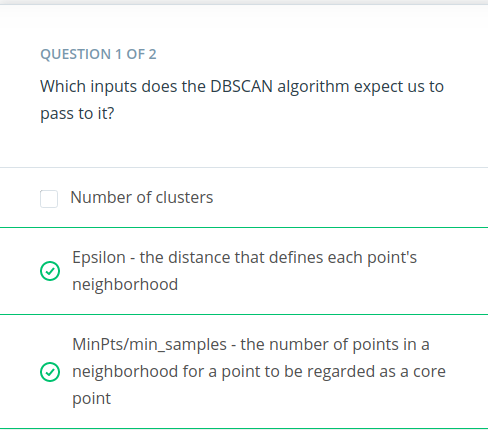 QUESTION 1 OF 2
Which inputs does the DBSCAN algorithm expect us to
pass to it?
Number of clusters
Epsilon - the distance that defines each point's
neighborhood
MinPts/min_samples - the number of points in a
neighborhood for a point to be regarded as a core
point